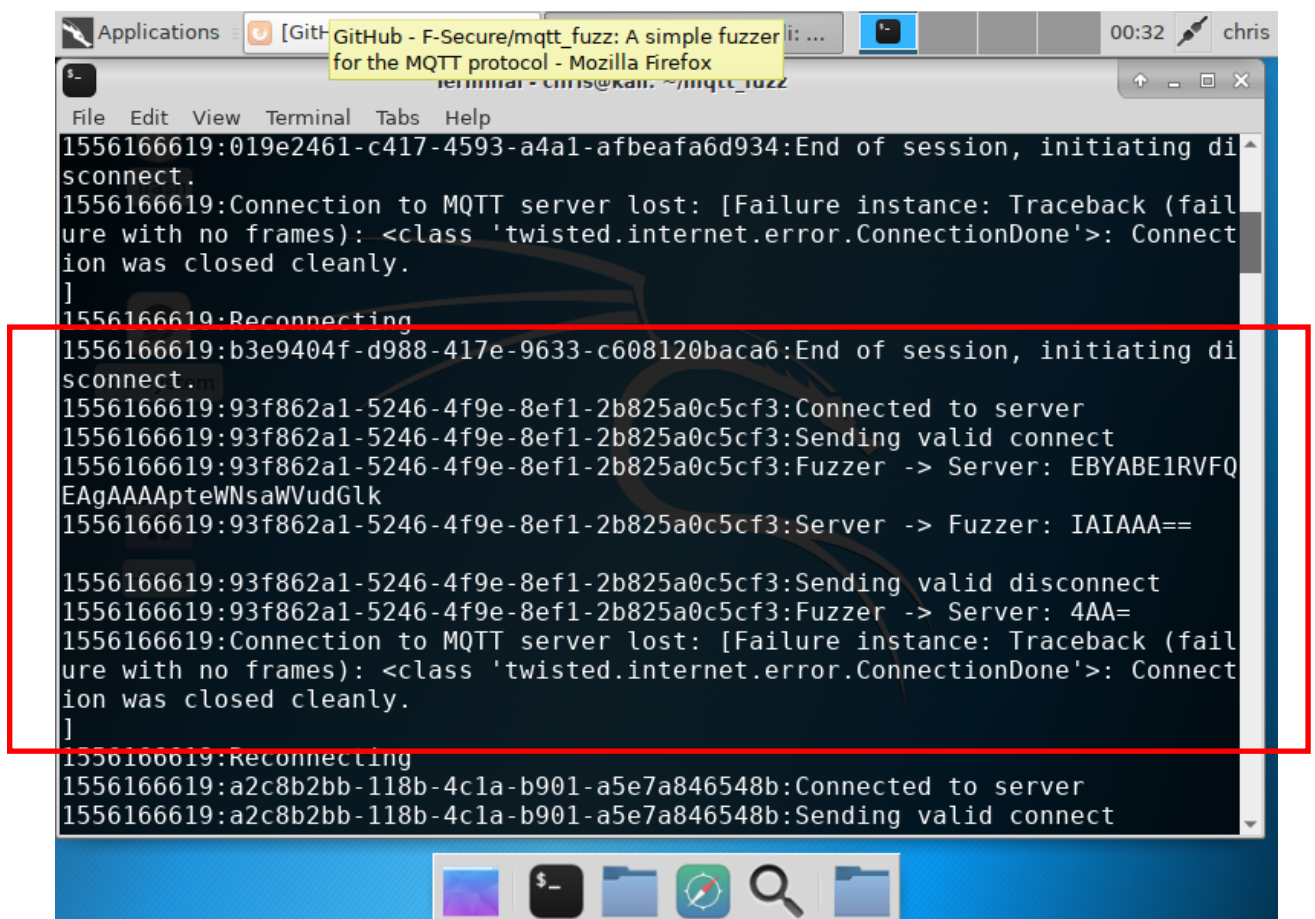 Applications
[GitH
GitHub - F-Secure/mqtt_fuzz: A simple fuzzer
for the MQTT protocol - Mozilla Firefox
li: ...
00:32
chris
Terminal - chris@kali: ~/mqtt_fuzz
File Edit View Terminal Tabs Help
1556166619:019e2461-c417-4593-a4a1-afbeafa6d934:End of session, initiating di
sconnect.
1556166619:Connection to MQTT server lost: [Failure instance: Traceback (fail
ure with no frames): <class 'twisted.internet.error.ConnectionDone'>: Connect
ion was closed cleanly.
]
1556166619:Reconnecting
1556166619:b3e9404f-d988-417e-9633-c608120baca6:End of session, initiating di
sconnect.
1556166619:93f862a1-5246-4f9e-8ef1-2b825a0c5cf3:Connected to server
1556166619:93f862a1-5246-4f9e-8ef1-2b825a0c5cf3:Sending valid connect
1556166619:93f862a1-5246-4f9e-8ef1-2b825a0c5cf3:Fuzzer -> Server: EBYABE1RVFQ
EAgAAAApteWNsaWVudGlk
1556166619:93f862a1-5246-4f9e-8ef1-2b825a0c5cf3:Server -> Fuzzer: IAIAAA==
1556166619:93f862a1-5246-4f9e-8ef1-2b825a0c5cf3:Sending valid disconnect
1556166619:93f862a1-5246-4f9e-8ef1-2b825a0c5cf3:Fuzzer -> Server: 4AA=
1556166619:Connection to MQTT server lost: [Failure instance: Traceback (fail
ure with no frames): <class 'twisted.internet.error.ConnectionDone'>: Connect
ion was closed cleanly.
]
1556166619:Reconnecting
1556166619:a2c8b2bb-118b-4c1a-b901-a5e7a846548b:Connected to server
1556166619:a2c8b2bb-118b-4c1a-b901-a5e7a846548b:Sending valid connect